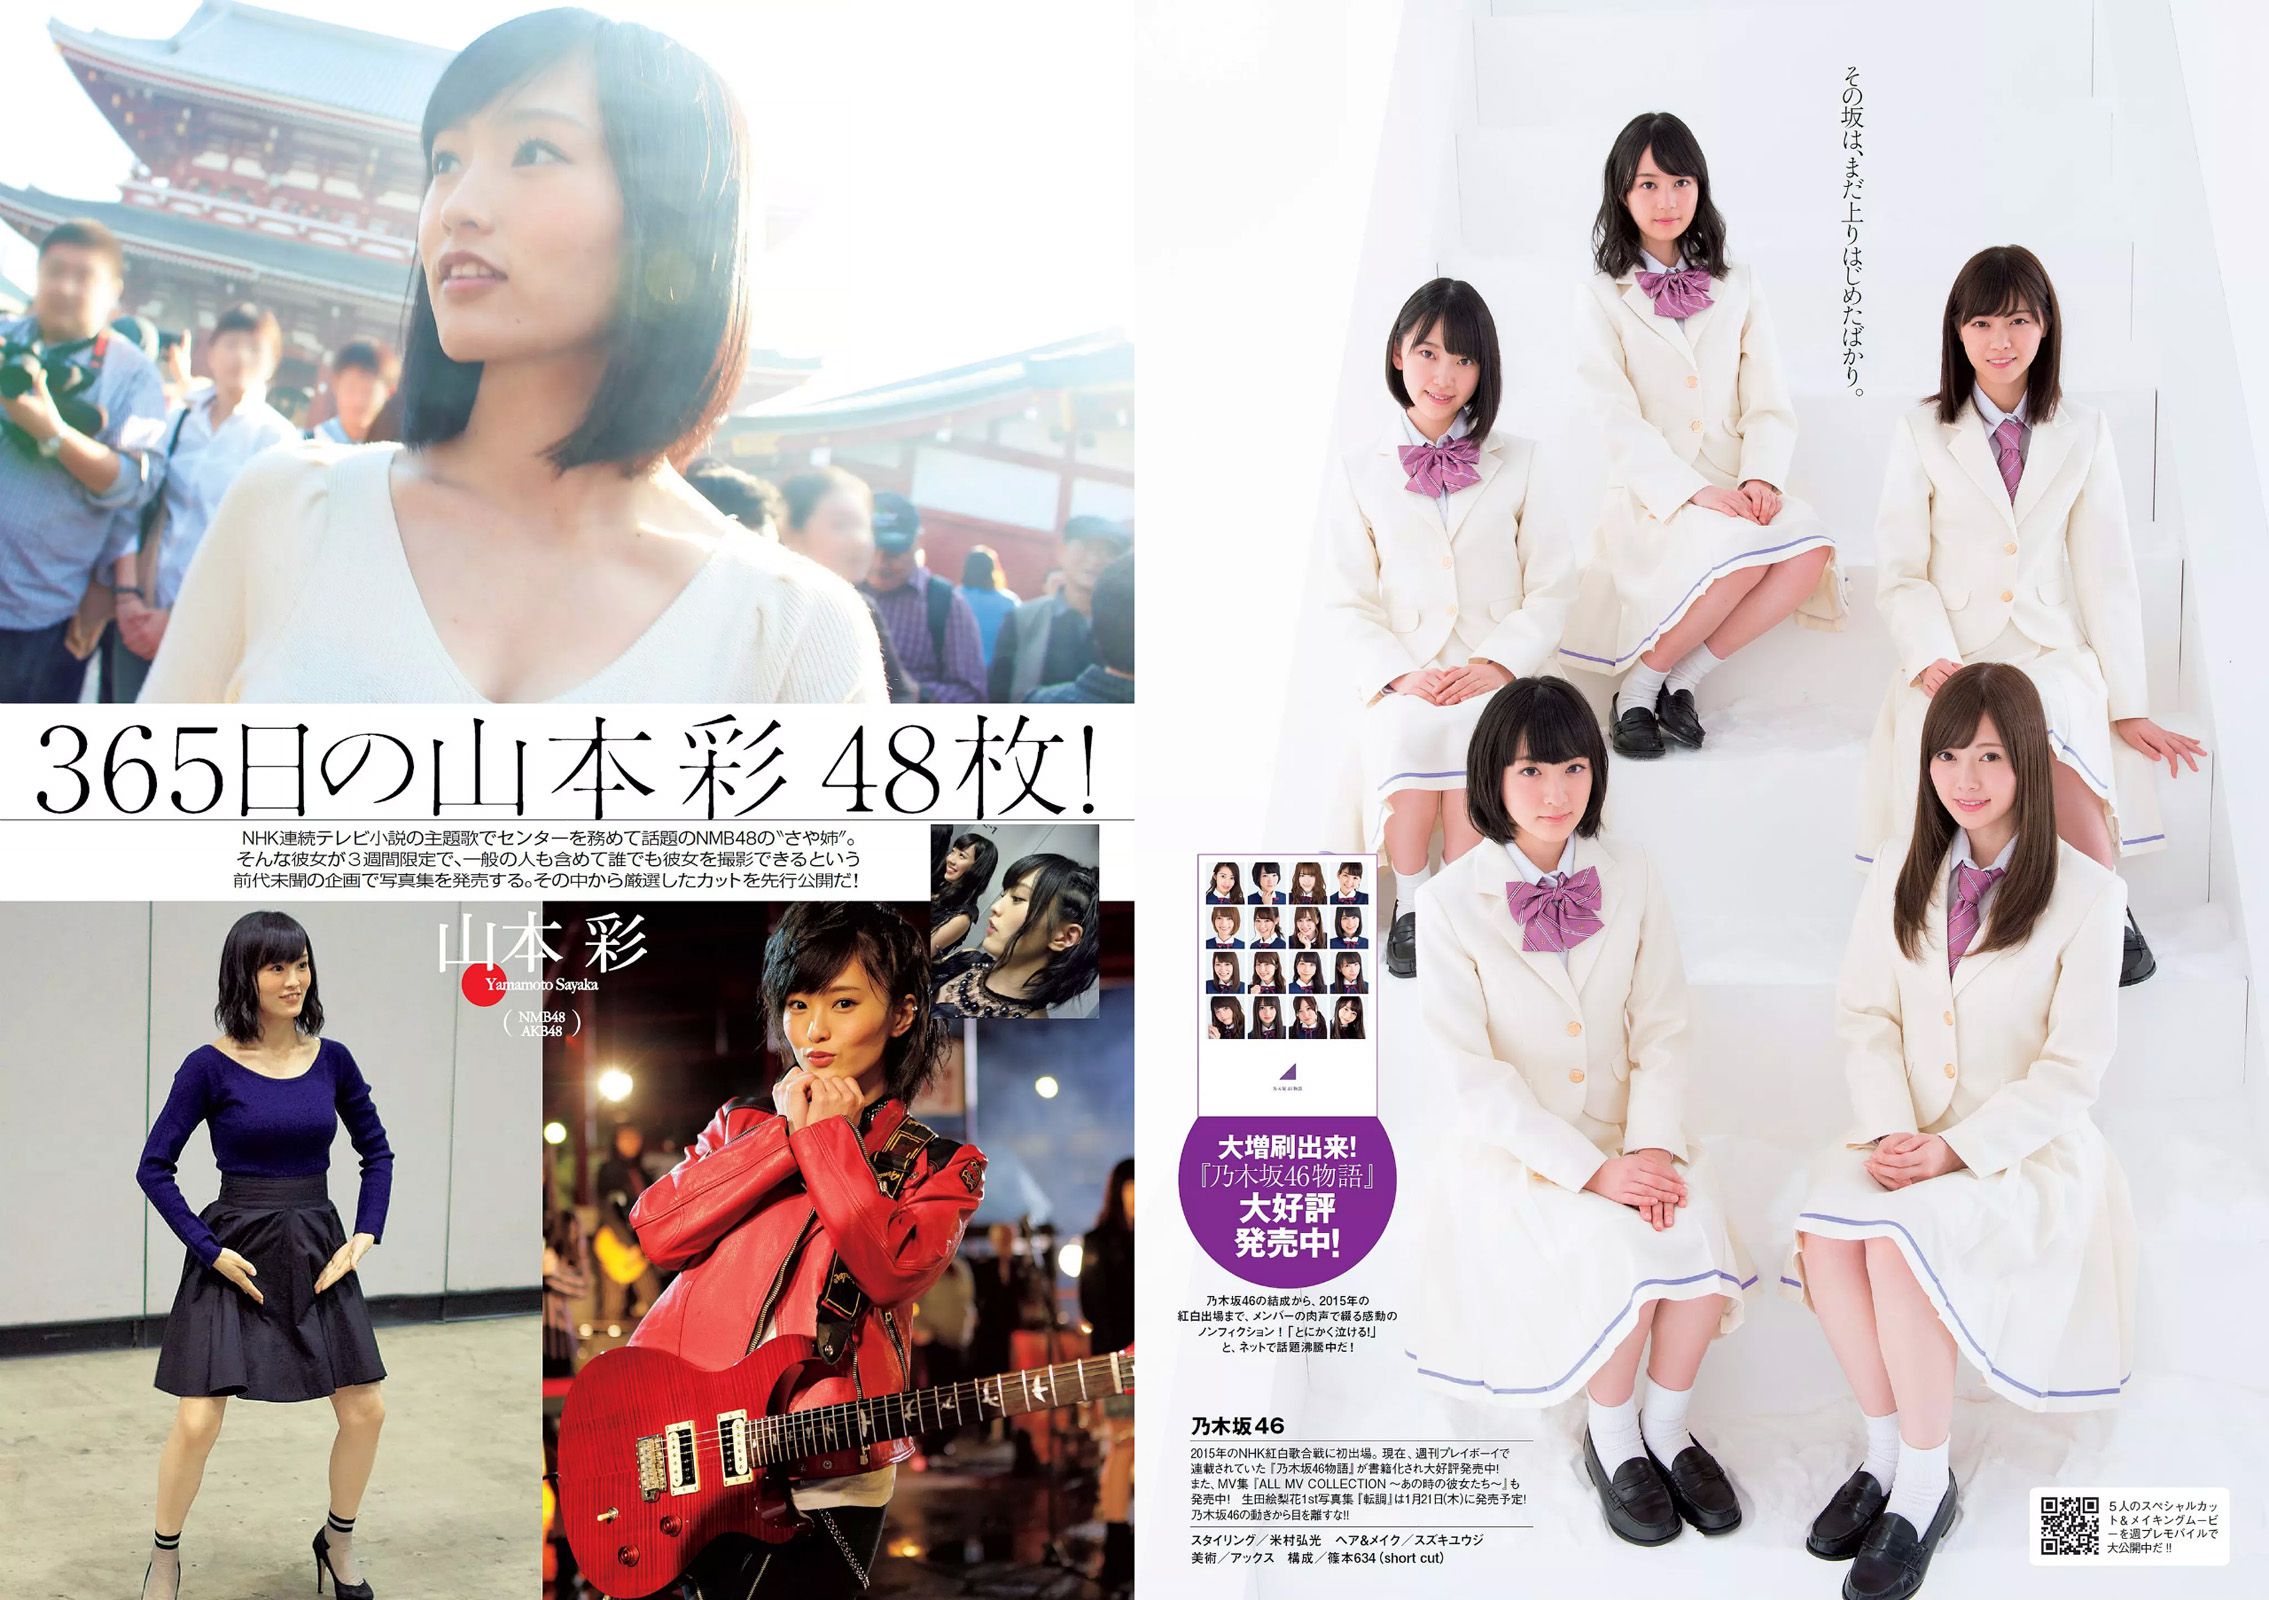 365日の山本彩 48枚!
NHK連続テレビ小説の主題歌でセンターを務めて話題のNMB48の〝さや姉〟。
そんな彼女が3週間限定で、一般の人も含めて誰でも彼女を撮影できるという
前代未聞の企画で写真集を発売する。その中から厳選したカットを先行公開だ!
山本 彩
Yamamoto Sayaka
(NMB48
AKB48)
その坂は、まだ上りはじめたばかり。
乃木坂46物語
大増刷出来!
『乃木坂46物語』
大好評
発売中!
乃木坂46の結成から、2015年の
紅白出場まで、メンバーの肉声で綴る感動の
ノンフィクション!「とにかく泣ける!」
と、ネットで話題沸騰中だ!
乃木坂46
2015年のNHK紅白歌合戦に初出場。現在、週刊プレイボーイで
連載されていた『乃木坂46物語』が書籍化され大好評発売中!
また、MV集『ALL MV COLLECTION〜あの時の彼女たち〜』も
発売中! 生田絵梨花1st写真集『転調』は1月21日(木)に発売予定!
乃木坂46の動きから目を離すな!!
スタイリング/米村弘光 ヘア&メイク/スズキユウジ
美術/アックス 構成/篠本634(short cut)
5人のスペシャルカッ
ト&メイキングムービ
ーを週プレモバイルで
大公開中だ!!